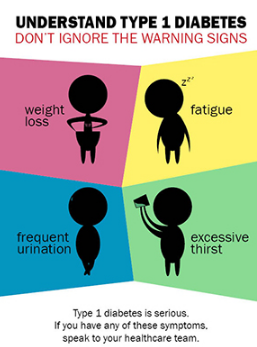 UNDERSTAND TYPE 1 DIABETES
DON'T IGNORE THE WARNING SIGNS
weight
loss
zzz
fatigue
frequent
urination
excessive
thirst
Type 1 diabetes is serious.
If you have any of these symptoms,
speak to your healthcare team.